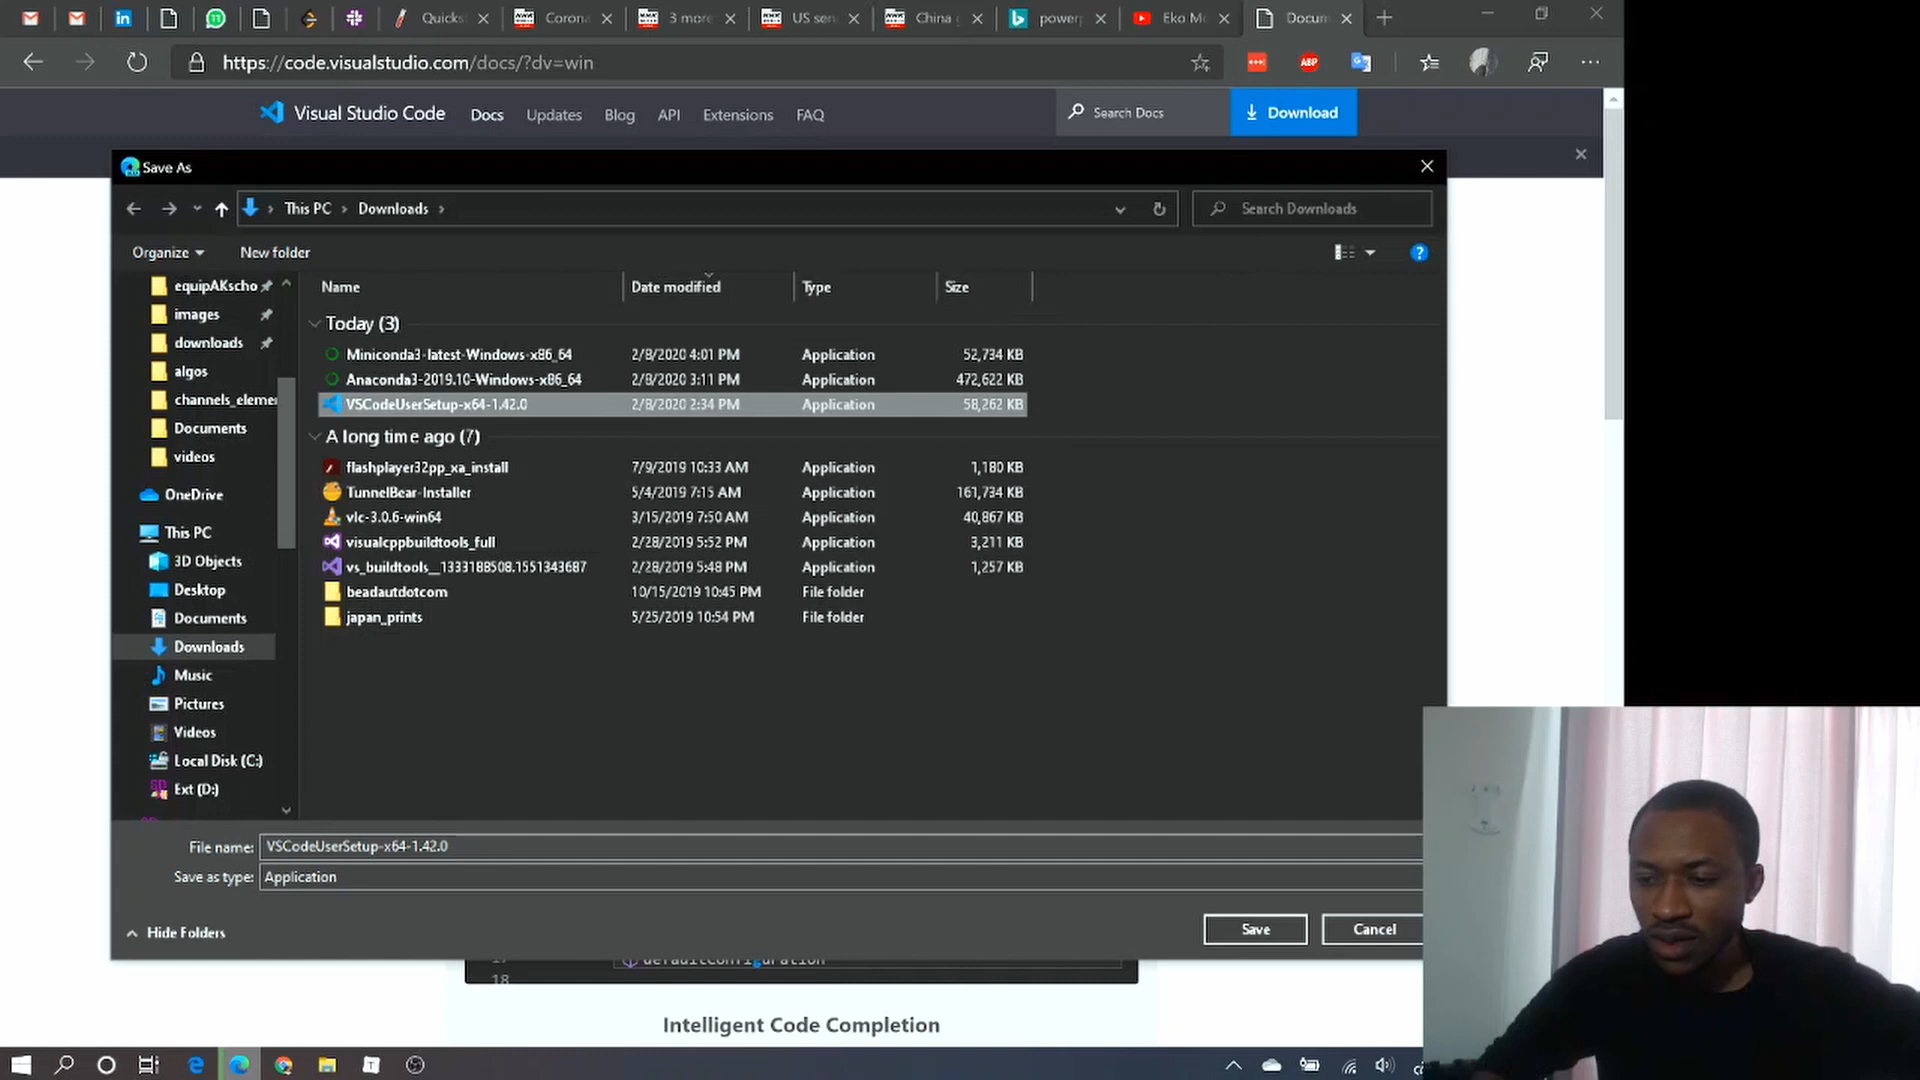 Quicks
Corona
3 more
US sen
China
power
Eko M
Docum
https://code.visualstudio.com/docs/?dv=win
ABP
Visual Studio Code
Docs
Updates
Blog
API
Extensions
FAQ
Search Docs
Download
Save As
This PC
Downloads
Search Downloads
Organize
New folder
equipAKscho
images
downloads
algos
channels_eleme
Documents
videos
OneDrive
This PC
3D Objects
Desktop
Documents
Downloads
Music
Pictures
Videos
Local Disk (C:)
Ext (D:)
Name Date modified Type Size
Today (3)
Miniconda3-latest-Windows-x86_64 2/8/2020 4:01 PM Application 52,734 KB
Anaconda3-2019.10-Windows-x86_64 2/8/2020 3:11 PM Application 472,622 KB
VSCodeUserSetup-x64-1.42.0 2/8/2020 2:34 PM Application 58,262 KB
A long time ago (7)
flashplayer32pp_xa_install 7/9/2019 10:33 AM Application 1,180 KB
TunnelBear-Installer 5/4/2019 7:15 AM Application 161,734 KB
vlc-3.0.6-win64 3/15/2019 7:50 AM Application 40,867 KB
visualcppbuildtools_full 2/28/2019 5:52 PM Application 3,211 KB
vs_buildtools__1333188508.1551343687 2/28/2019 5:48 PM Application 1,257 KB
beadautdotcom 10/15/2019 10:45 PM File folder
japan_prints 5/25/2019 10:54 PM File folder
File name: VSCodeUserSetup-x64-1.42.0
Save as type: Application
Hide Folders
Save
Cancel
defaultConfiguration
18
Intelligent Code Completion